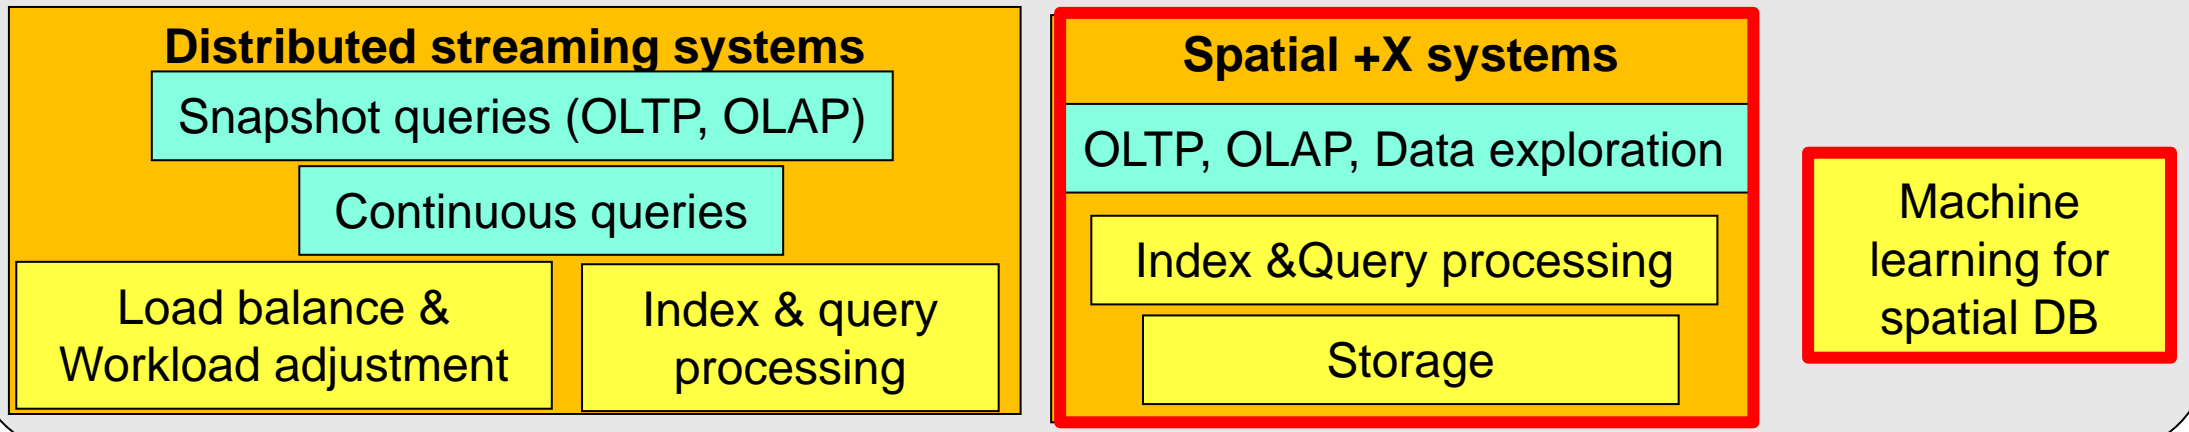 Distributed streaming systems
Snapshot queries (OLTP, OLAP)
Continuous queries
Load balance &
Workload adjustment
Index & query
processing
Spatial +X systems
OLTP, OLAP, Data exploration
Index &Query processing
Storage
Machine
learning for
spatial DB